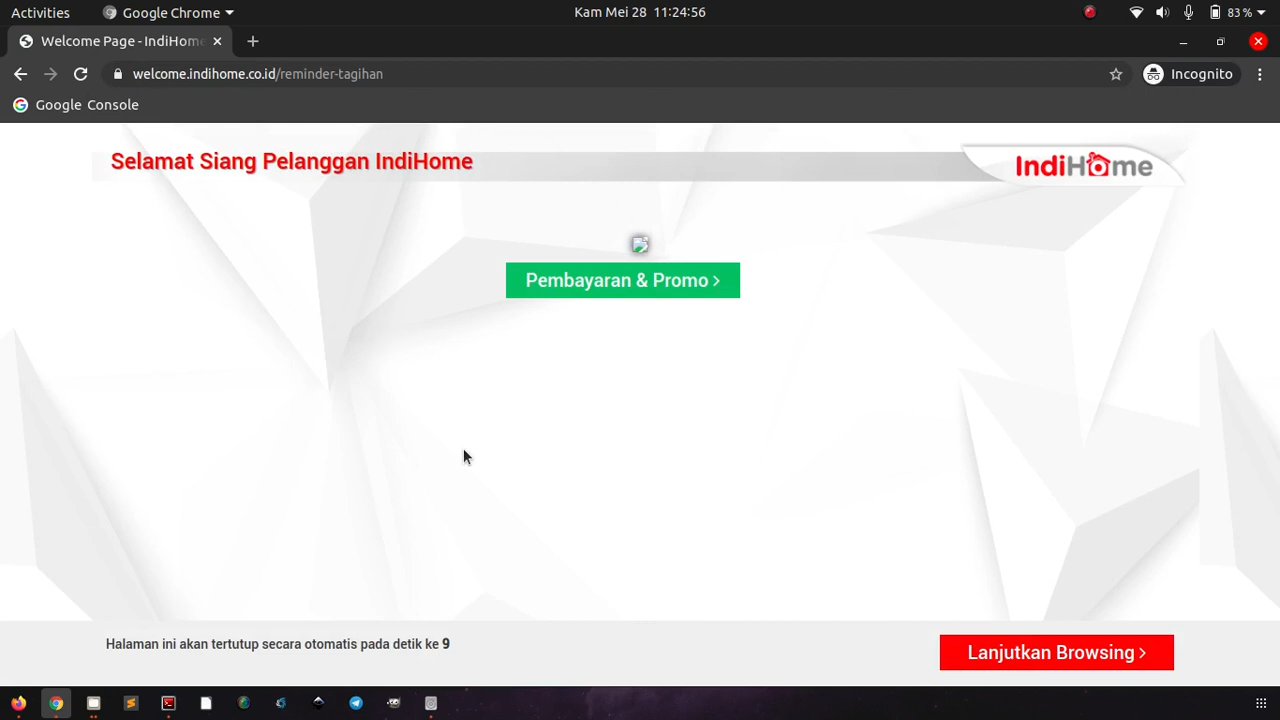 Activities
Google Chrome
Kam Mei 28 11:24:56
83 %
Welcome Page - IndiHome
welcome.indihome.co.id/reminder-tagihan
Incognito
Google Console
Selamat Siang Pelanggan IndiHome
IndiHome
Pembayaran & Promo >
Halaman ini akan tertutup secara otomatis pada detik ke 9
Lanjutkan Browsing >